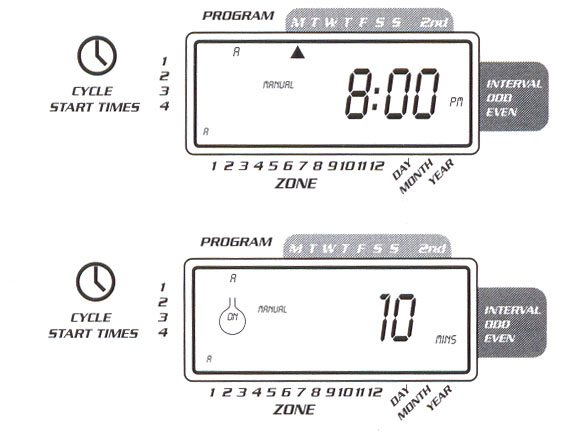 PROGRAM
M T W T F S S 2nd
A
1
2
3
4
CYCLE
START TIMES
MANUAL
8:00 PM
A
INTERVAL
ODD
EVEN
1 2 3 4 5 6 7 8 9 10 11 12
DAY
MONTH
YEAR
ZONE
PROGRAM
M T W T F S S 2nd
A
1
2
3
4
CYCLE
START TIMES
ON
MANUAL
10
MINS
A
INTERVAL
ODD
EVEN
1 2 3 4 5 6 7 8 9 10 11 12
DAY
MONTH
YEAR
ZONE